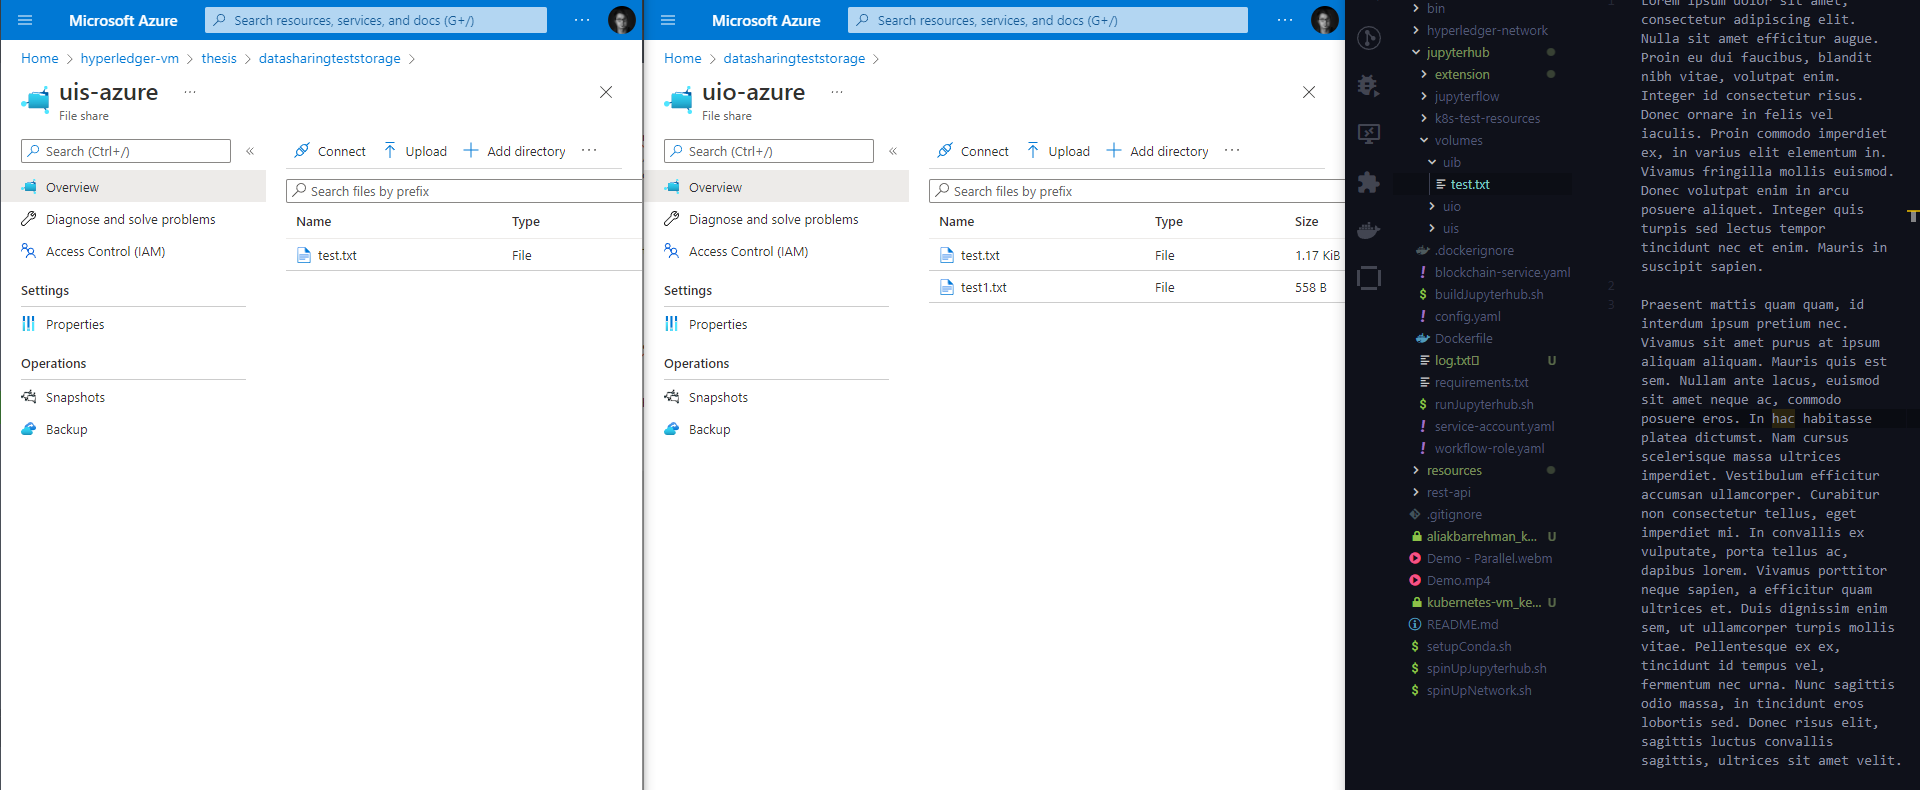 Microsoft Azure
Search resources, services, and docs (G+/)
Home > hyperledger-vm > thesis > datasharingteststorage >
uis-azure
File share
Search (Ctrl+/)
Overview
Diagnose and solve problems
Access Control (IAM)
Settings
Properties
Operations
Snapshots
Backup
Connect
Upload
Add directory
Search files by prefix
Name Type
test.txt File
Microsoft Azure
Search resources, services, and docs (G+/)
Home > datasharingteststorage >
uio-azure
File share
Search (Ctrl+/)
Overview
Diagnose and solve problems
Access Control (IAM)
Settings
Properties
Operations
Snapshots
Backup
Connect
Upload
Add directory
Search files by prefix
Name Type Size
test.txt File 1.17 KiB
test1.txt File 558 B
bin
hyperledger-network
jupyterhub
extension
jupyterflow
k8s-test-resources
volumes
uib
test.txt
uio
uis
.dockerignore
blockchain-service.yaml
buildJupyterhub.sh
config.yaml
Dockerfile
log.txt U
requirements.txt
runJupyterhub.sh
service-account.yaml
workflow-role.yaml
resources
rest-api
.gitignore
aliakbarrehman_k... U
Demo - Parallel.webm
Demo.mp4
kubernetes-vm_ke... U
README.md
setupConda.sh
spinUpJupyterhub.sh
spinUpNetwork.sh
1 Lorem ipsum dolor sit amet,
consectetur adipiscing elit.
Nulla sit amet efficitur augue.
Proin eu dui faucibus, blandit
nibh vitae, volutpat enim.
Integer id consectetur risus.
Donec ornare in felis vel
iaculis. Proin commodo imperdiet
ex, in varius elit elementum in.
Vivamus fringilla mollis euismod.
Donec volutpat enim in arcu
posuere aliquet. Integer quis
turpis sed lectus tempor
tincidunt nec et enim. Mauris in
suscipit sapien.
2
3 Praesent mattis quam quam, id
interdum ipsum pretium nec.
Vivamus sit amet purus at ipsum
aliquam aliquam. Mauris quis est
sem. Nullam ante lacus, euismod
sit amet neque ac, commodo
posuere eros. In hac habitasse
platea dictumst. Nam cursus
scelerisque massa ultrices
imperdiet. Vestibulum efficitur
accumsan ullamcorper. Curabitur
non consectetur tellus, eget
imperdiet mi. In convallis ex
vulputate, porta tellus ac,
dapibus lorem. Vivamus porttitor
neque sapien, a efficitur quam
ultrices et. Duis dignissim enim
sem, ut ullamcorper turpis mollis
vitae. Pellentesque ex ex,
tincidunt id tempus vel,
fermentum nec urna. Nunc sagittis
odio massa, in tincidunt eros
lobortis sed. Donec risus elit,
sagittis luctus convallis
sagittis, ultrices sit amet velit.